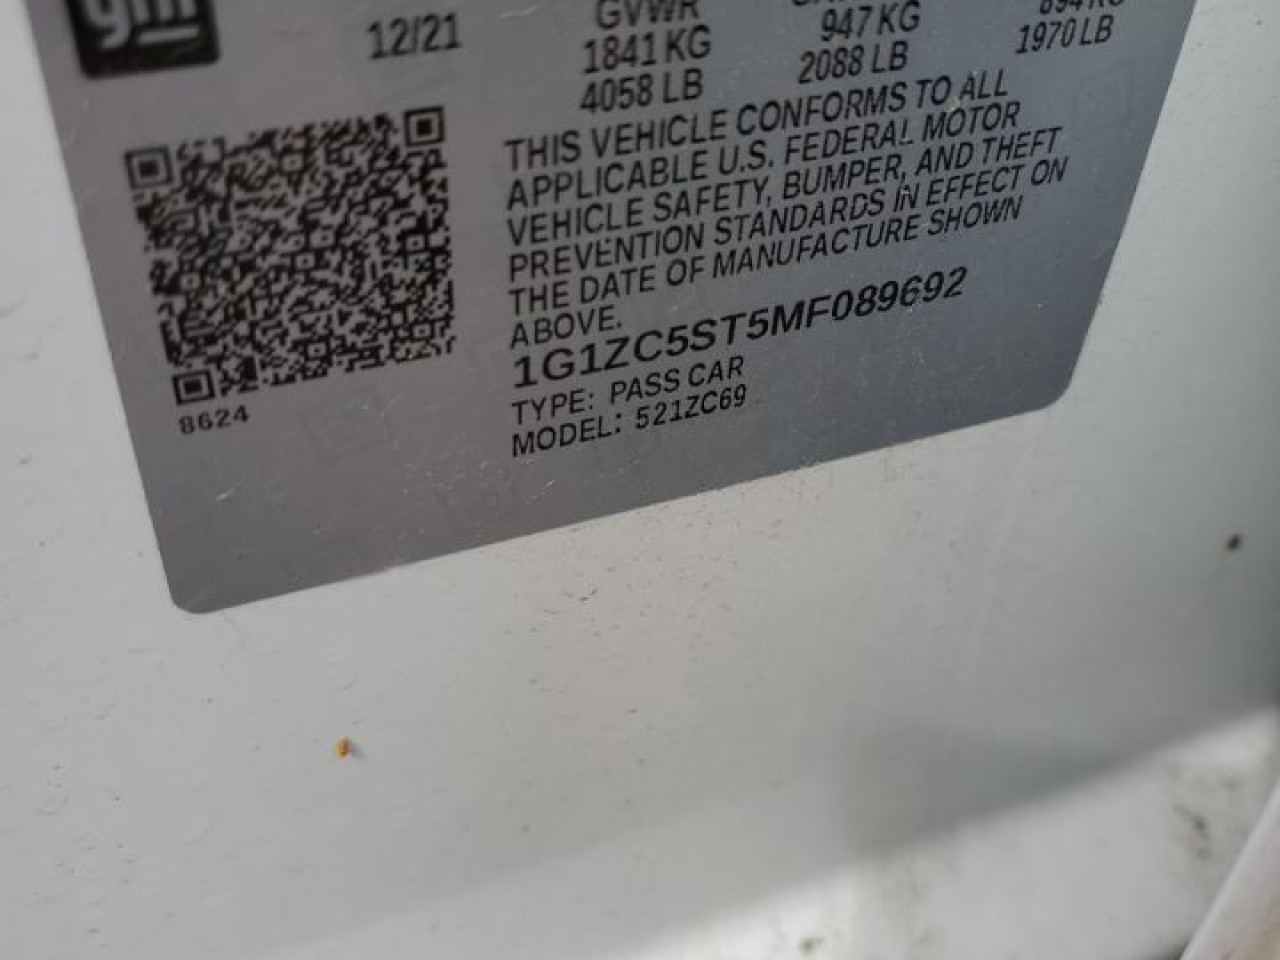 gm
12/21
GVWR
1841 KG
4058 LB
947 KG
2088 LB
894 KG
1970 LB
THIS VEHICLE CONFORMS TO ALL
APPLICABLE U.S. FEDERAL MOTOR
VEHICLE SAFETY, BUMPER, AND THEFT
PREVENTION STANDARDS IN EFFECT ON
THE DATE OF MANUFACTURE SHOWN
ABOVE.
1G1ZC5ST5MF089692
TYPE: PASS CAR
MODEL: 521ZC69
8624